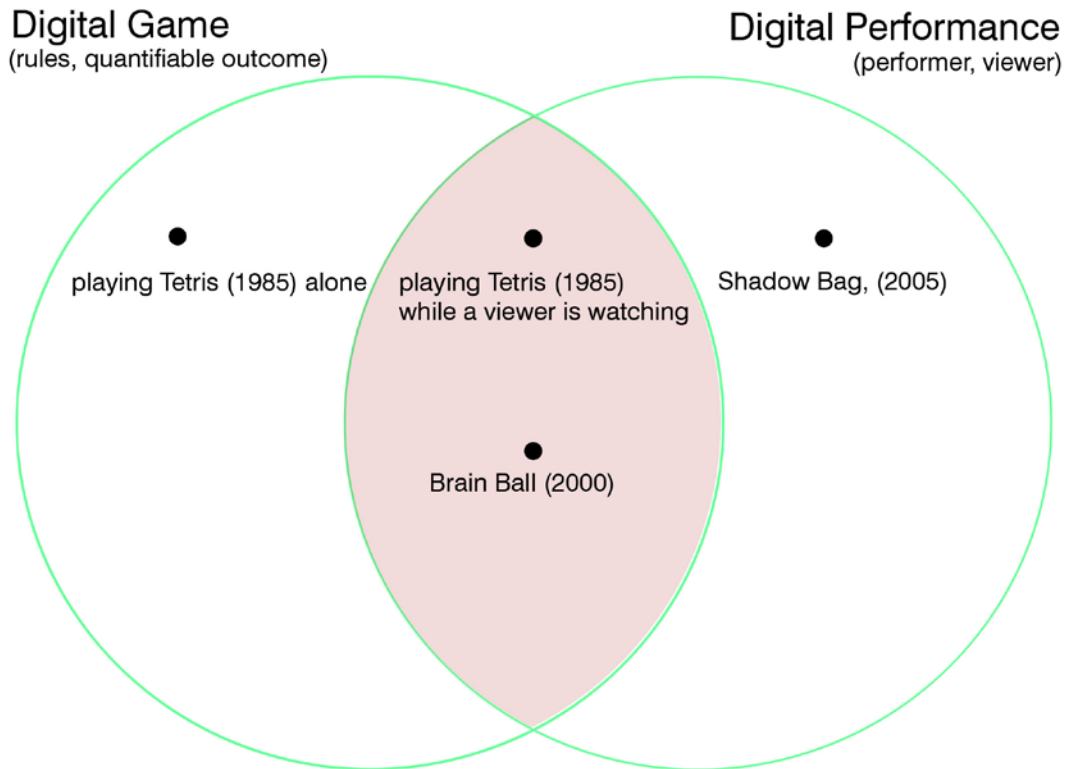 Digital Game
(rules, quantifiable outcome)
Digital Performance
(performer, viewer)
playing Tetris (1985) alone
playing Tetris (1985)
while a viewer is watching
Shadow Bag, (2005)
Brain Ball (2000)